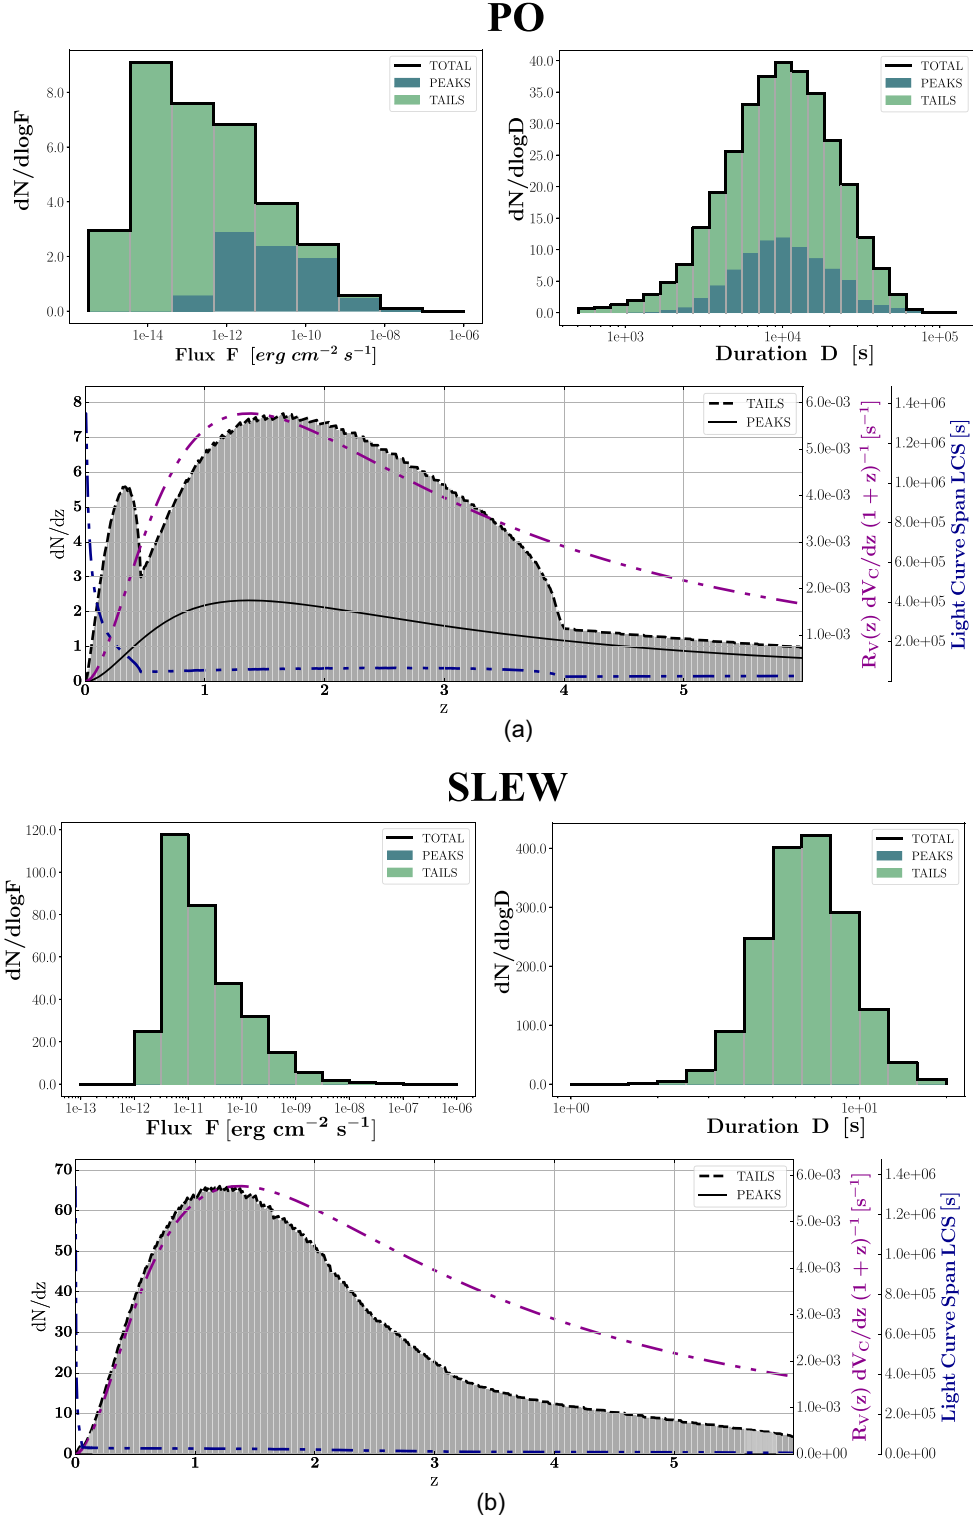 PO
TOTAL
PEAKS
TAILS
8.0
6.0
4.0
2.0
0.0
dN/dlogF
1e-14 1e-12 1e-10 1e-08 1e-06
Flux F [erg cm⁻² s⁻¹]
TOTAL
PEAKS
TAILS
40.0
35.0
30.0
25.0
20.0
15.0
10.0
5.0
0.0
dN/dlogD
1e+03 1e+04 1e+05
Duration D [s]
TAILS
PEAKS
8
7
6
5
4
3
2
1
0
dN/dz
0 1 2 3 4 5
z
6.0e-03
5.0e-03
4.0e-03
3.0e-03
2.0e-03
1.0e-03
R_V(z) dV_C/dz (1 + z)⁻¹ [s⁻¹]
1.4e+06
1.2e+06
1.0e+06
8.0e+05
6.0e+05
4.0e+05
2.0e+05
Light Curve Span LCS [s]
(a)
SLEW
TOTAL
PEAKS
TAILS
120.0
100.0
80.0
60.0
40.0
20.0
0.0
dN/dlogF
1e-13 1e-12 1e-11 1e-10 1e-09 1e-08 1e-07 1e-06
Flux F [erg cm⁻² s⁻¹]
TOTAL
PEAKS
TAILS
400.0
300.0
200.0
100.0
0.0
dN/dlogD
1e+00 1e+01
Duration D [s]
TAILS
PEAKS
70
60
50
40
30
20
10
0
dN/dz
0 1 2 3 4 5
z
6.0e-03
5.0e-03
4.0e-03
3.0e-03
2.0e-03
1.0e-03
0.0e+00
R_V(z) dV_C/dz (1 + z)⁻¹ [s⁻¹]
1.4e+06
1.2e+06
1.0e+06
8.0e+05
6.0e+05
4.0e+05
2.0e+05
0.0e+00
Light Curve Span LCS [s]
(b)